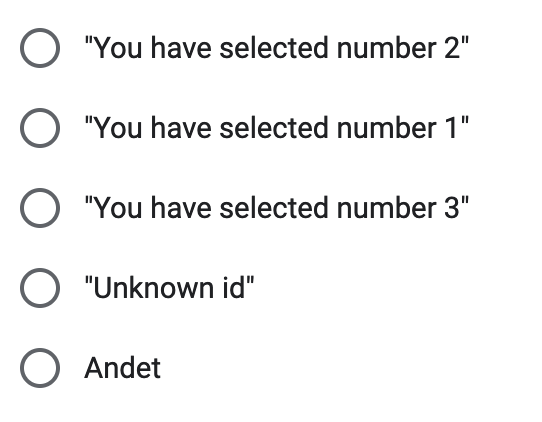 "You have selected number 2"
"You have selected number 1"
"You have selected number 3"
"Unknown id"
Andet